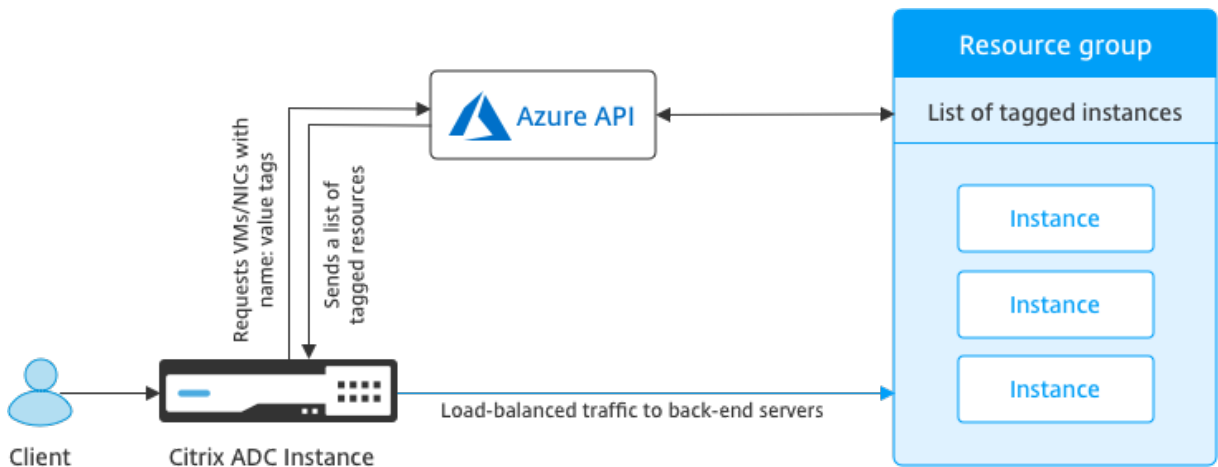 Resource group
List of tagged instances
Azure API
Instance
Instance
Instance
Requests VMs/NICs with
name: value tags
Sends a list of
tagged resources
Load-balanced traffic to back-end servers
Client
Citrix ADC Instance